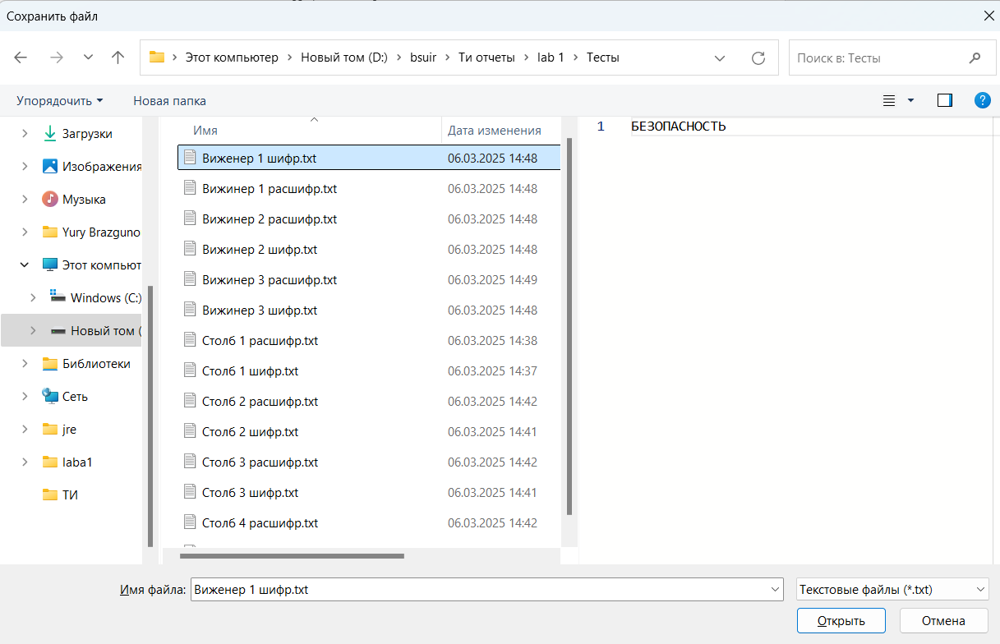 Сохранить файл
Этот компьютер › Новый том (D:) › bsuir › Ти отчеты › lab 1 › Тесты
Поиск в: Тесты
Упорядочить
Новая папка
?
Загрузки
Изображения
Музыка
Yury Brazguno
Этот компьют
Windows (C:)
Новый том (
Библиотеки
Сеть
jre
laba1
ТИ
Имя Дата изменения
Виженер 1 шифр.txt 06.03.2025 14:48
Вижинер 1 расшифр.txt 06.03.2025 14:48
Вижинер 2 расшифр.txt 06.03.2025 14:48
Вижинер 2 шифр.txt 06.03.2025 14:48
Вижинер 3 расшифр.txt 06.03.2025 14:49
Вижинер 3 шифр.txt 06.03.2025 14:48
Столб 1 расшифр.txt 06.03.2025 14:38
Столб 1 шифр.txt 06.03.2025 14:37
Столб 2 расшифр.txt 06.03.2025 14:42
Столб 2 шифр.txt 06.03.2025 14:41
Столб 3 расшифр.txt 06.03.2025 14:42
Столб 3 шифр.txt 06.03.2025 14:41
Столб 4 расшифр.txt 06.03.2025 14:42
1 БЕЗОПАСНОСТЬ
Имя файла: Виженер 1 шифр.txt
Текстовые файлы (*.txt)
Открыть
Отмена